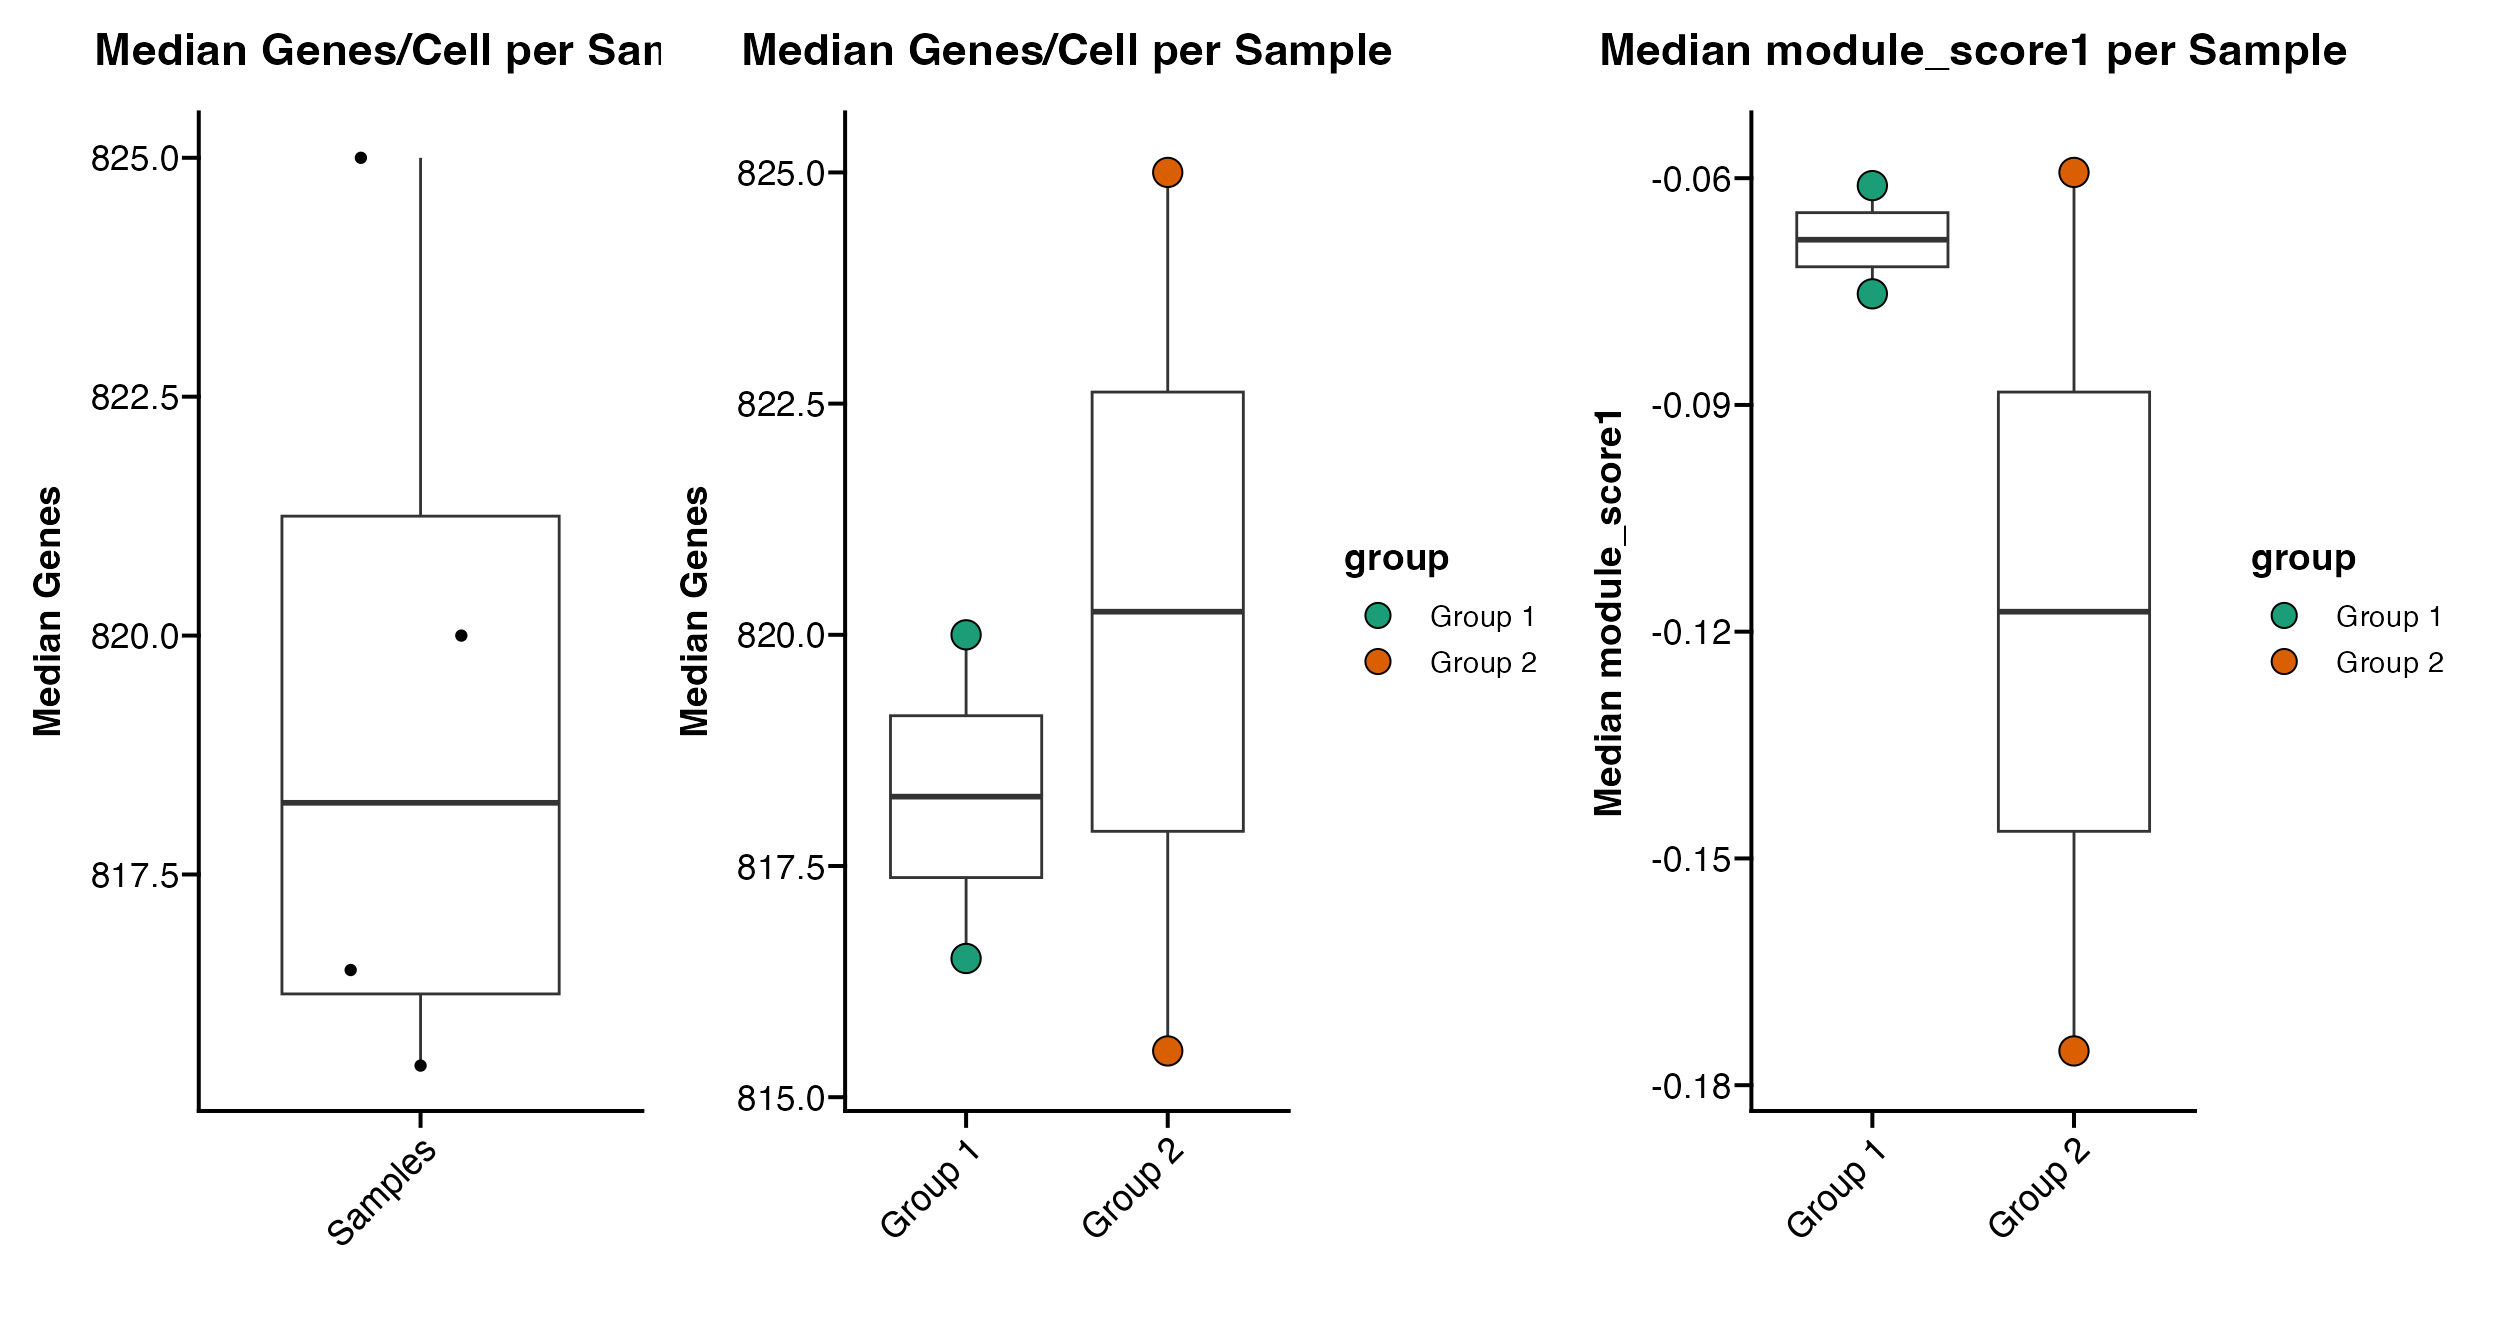 Median Genes/Cell per San
825.0
822.5
820.0
817.5
Median Genes
Samples
Median Genes/Cell per Sample
825.0
822.5
820.0
817.5
815.0
Median Genes
Group 1
Group 2
group
Group 1
Group 2
Median module_score1 per Sample
-0.06
-0.09
-0.12
-0.15
-0.18
Median module_score1
Group 1
Group 2
group
Group 1
Group 2